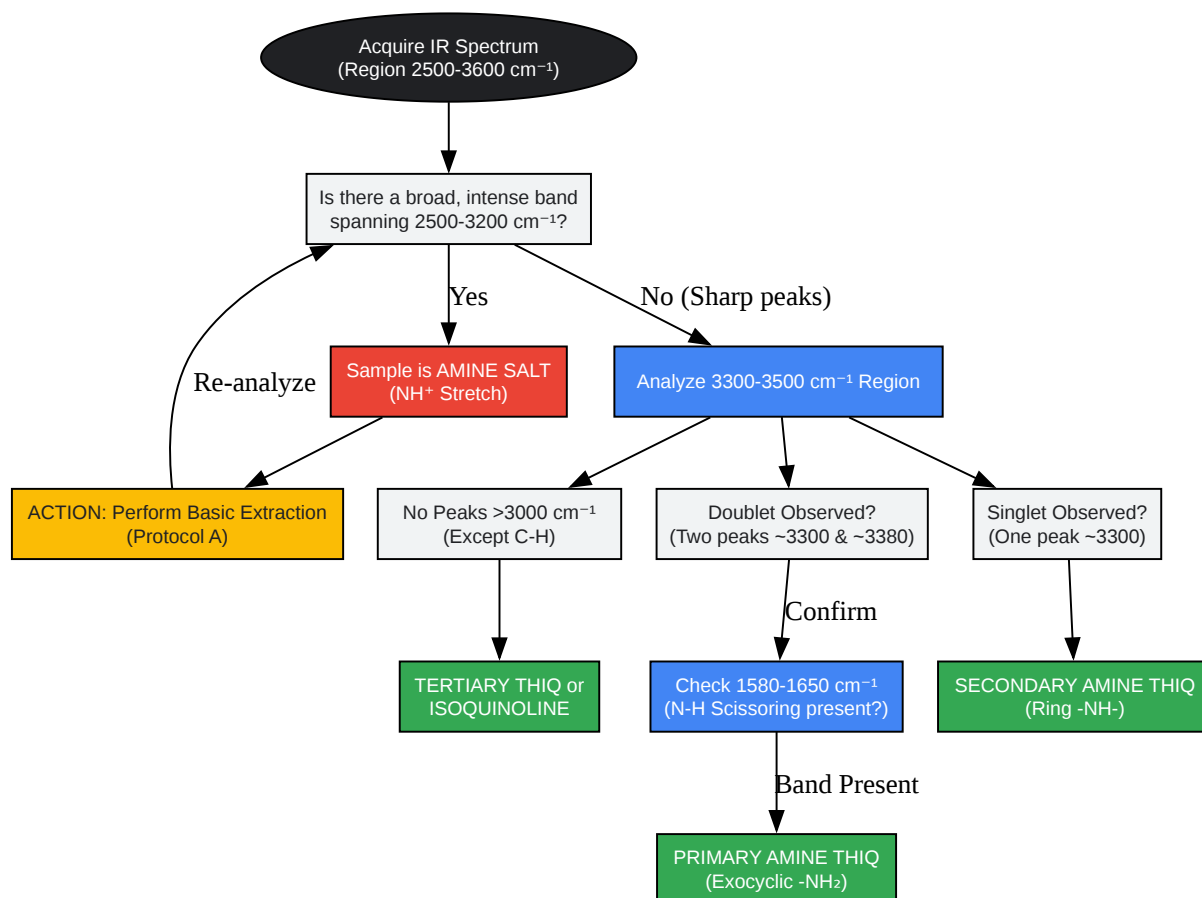 Acquire IR Spectrum
(Region 2500-3600 cm⁻¹)
Is there a broad, intense band
spanning 2500-3200 cm⁻¹?
Yes
No (Sharp peaks)
Re-analyze
Sample is AMINE SALT
(NH⁺ Stretch)
Analyze 3300-3500 cm⁻¹ Region
ACTION: Perform Basic Extraction
(Protocol A)
No Peaks >3000 cm⁻¹
(Except C-H)
Doublet Observed?
(Two peaks ~3300 & ~3380)
Singlet Observed?
(One peak ~3300)
Confirm
TERTIARY THIQ or
ISOQUINOLINE
Check 1580-1650 cm⁻¹
(N-H Scissoring present?)
SECONDARY AMINE THIQ
(Ring -NH-)
Band Present
PRIMARY AMINE THIQ
(Exocyclic -NH₂)